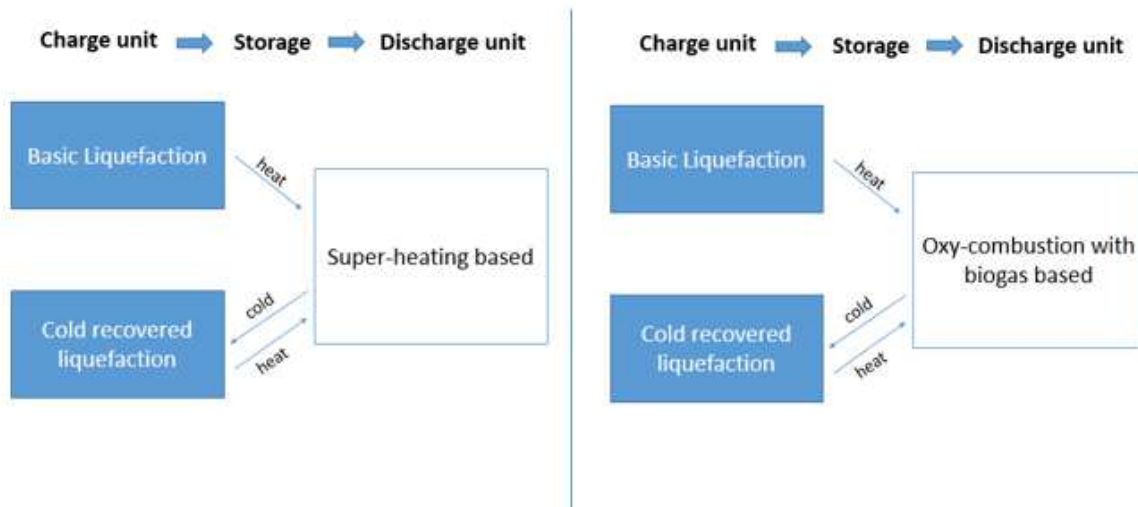 Charge unit Storage Discharge unit
Basic Liquefaction
heat
Super-heating based
cold
Cold recovered
liquefaction
heat
Charge unit Storage Discharge unit
Basic Liquefaction
heat
Oxy-combustion with
biogas based
cold
Cold recovered
liquefaction
heat